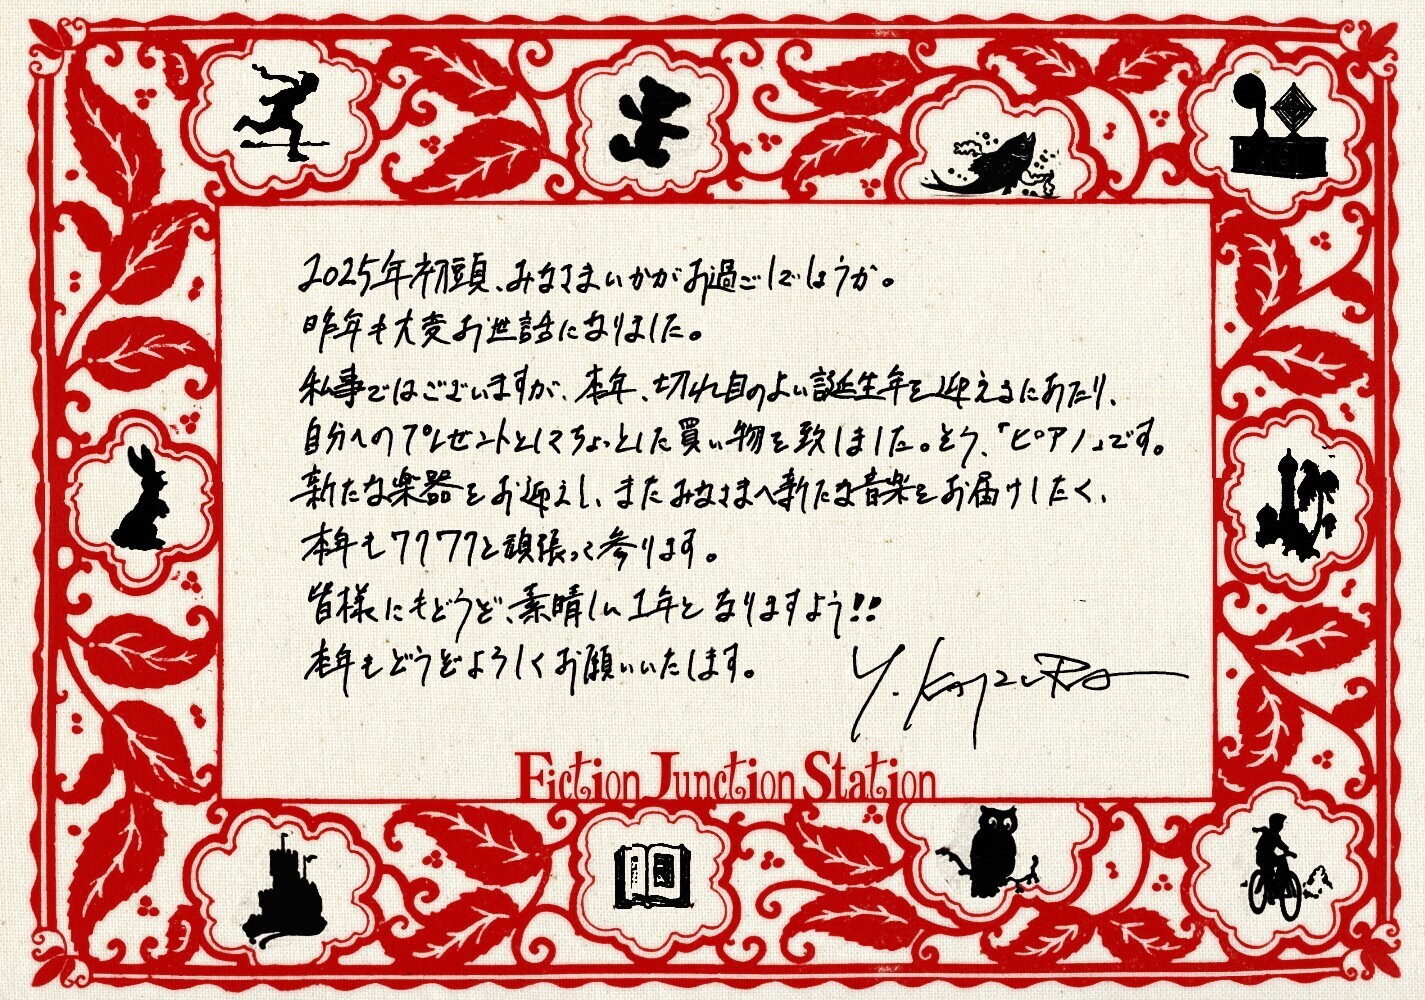 2025年初頭、みなさまいかがお過ごしでしょうか。
昨年も大変お世話になりました。
私事ではございますが、本年、切れ目のよい誕生年を迎えるにあたり、
自分へのプレゼントとしてちょっとした買い物を致しました。そう、「ピアノ」です。
新たな楽器をお迎えし、またみなさまへ新たな音楽をお届けしたく、
本年もワクワクと頑張って参ります。
皆様にもどうぞ、素晴しい1年となりますよう!!
本年もどうぞよろしくお願いいたします。
Y. Kajiura
Fiction Junction Station